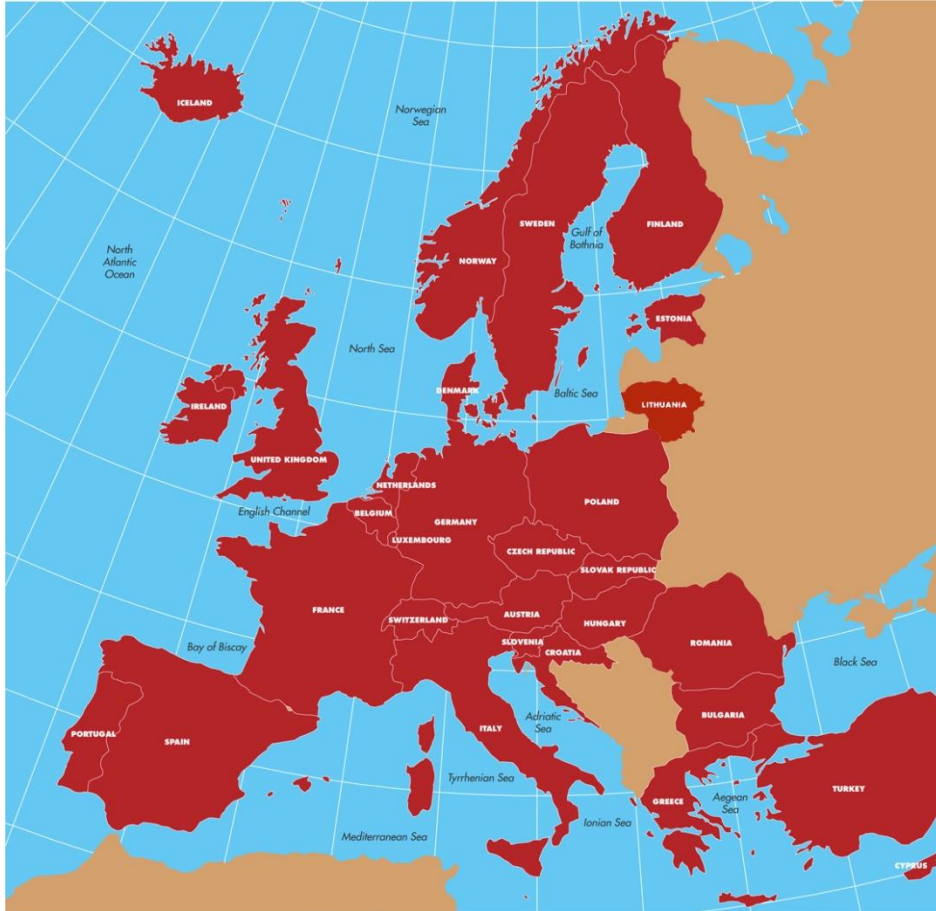 ICELAND
Norwegian
Sea
SWEDEN
FINLAND
Gulf of
Bothnia
North
Atlantic
Ocean
NORWAY
ESTONIA
North Sea
DENMARK
Baltic Sea
LITHUANIA
IRELAND
UNITED KINGDOM
NETHERLANDS
POLAND
English Channel
BELGIUM
GERMANY
LUXEMBOURG
CZECH REPUBLIC
SLOVAK REPUBLIC
FRANCE
SWITZERLAND
AUSTRIA
HUNGARY
Bay of Biscay
SLOVENIA
CROATIA
ROMANIA
Black Sea
PORTUGAL
SPAIN
ITALY
Adriatic
Sea
BULGARIA
Tyrrhenian Sea
TURKEY
GREECE
Aegean
Sea
Mediterranean Sea
Ionian Sea
CYPRUS